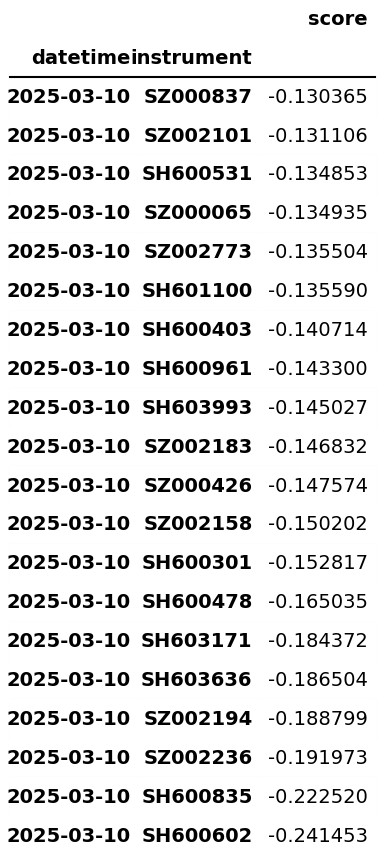 score
datetime instrument
2025-03-10 SZ000837 -0.130365
2025-03-10 SZ002101 -0.131106
2025-03-10 SH600531 -0.134853
2025-03-10 SZ000065 -0.134935
2025-03-10 SZ002773 -0.135504
2025-03-10 SH601100 -0.135590
2025-03-10 SH600403 -0.140714
2025-03-10 SH600961 -0.143300
2025-03-10 SH603993 -0.145027
2025-03-10 SZ002183 -0.146832
2025-03-10 SZ000426 -0.147574
2025-03-10 SZ002158 -0.150202
2025-03-10 SH600301 -0.152817
2025-03-10 SH600478 -0.165035
2025-03-10 SH603171 -0.184372
2025-03-10 SH603636 -0.186504
2025-03-10 SZ002194 -0.188799
2025-03-10 SZ002236 -0.191973
2025-03-10 SH600835 -0.222520
2025-03-10 SH600602 -0.241453